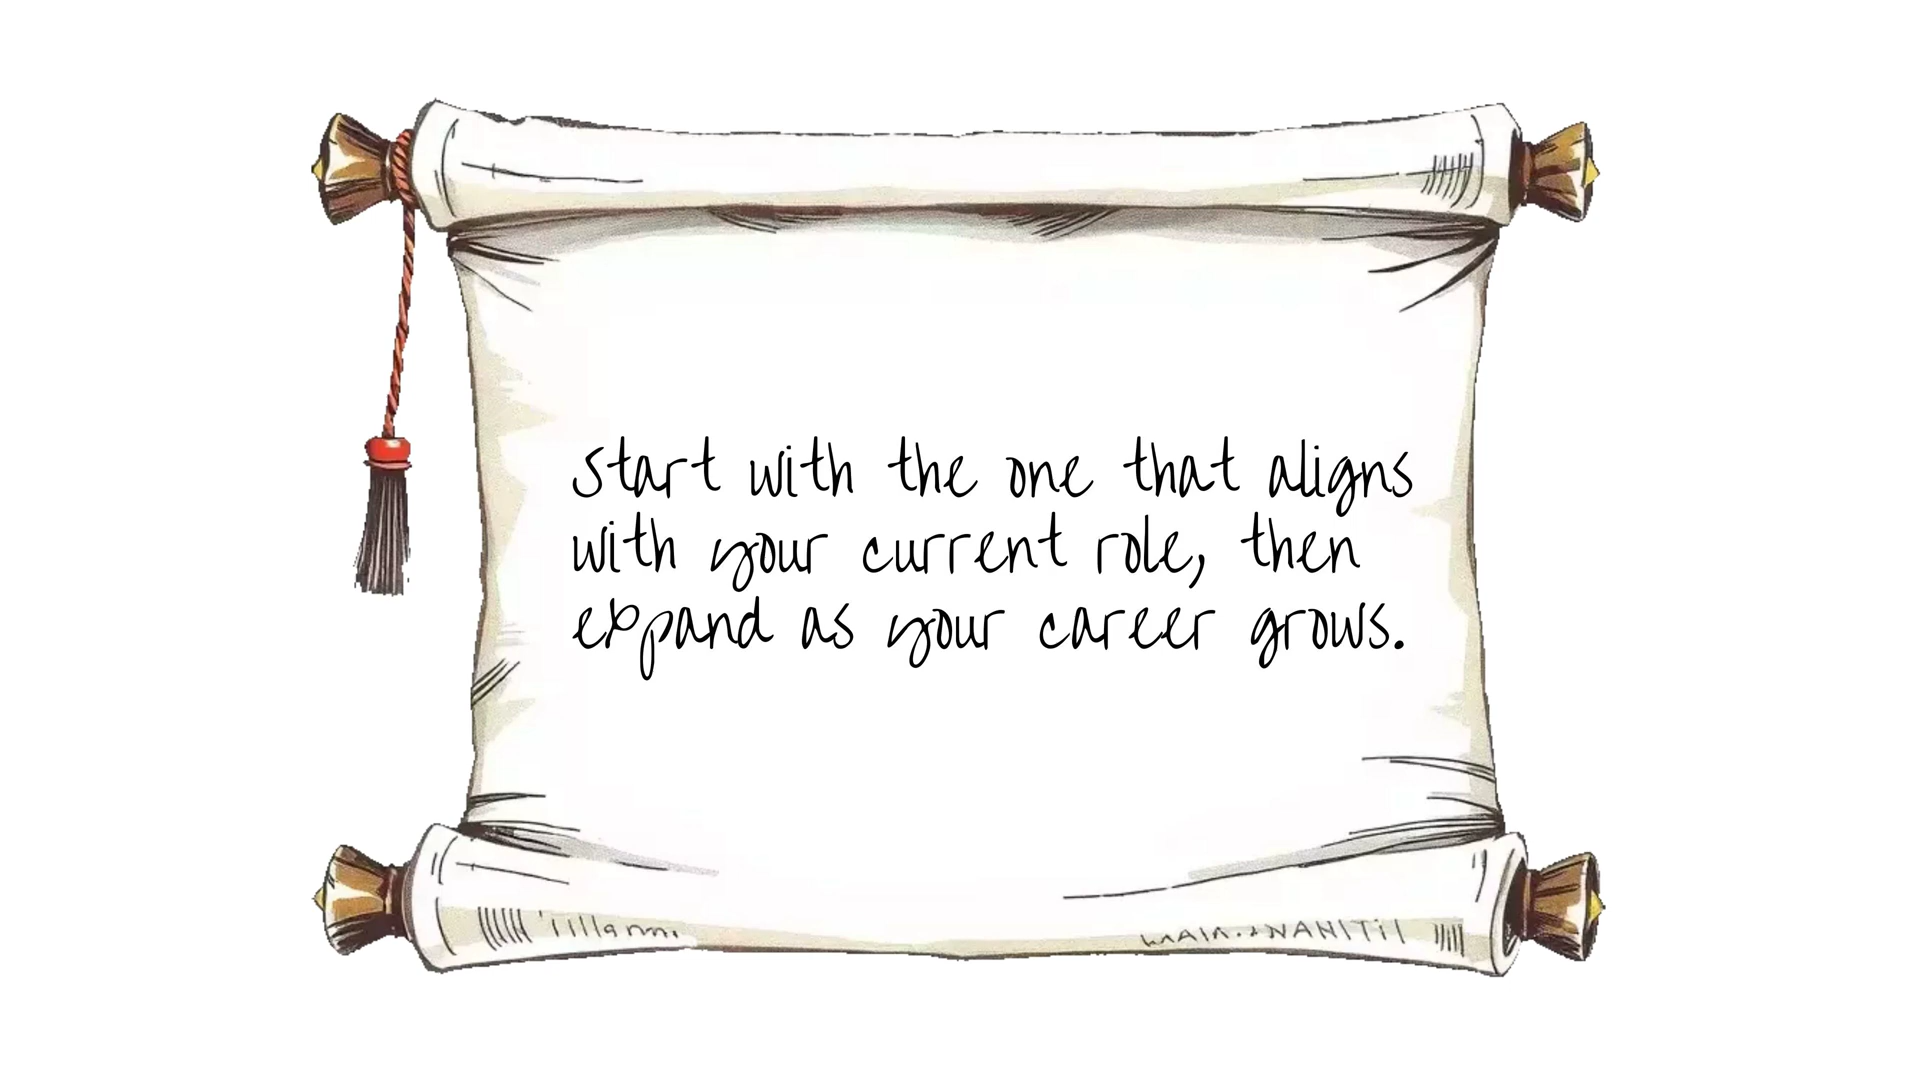 Start with the one that aligns
with your current role, then
expand as your career grows.